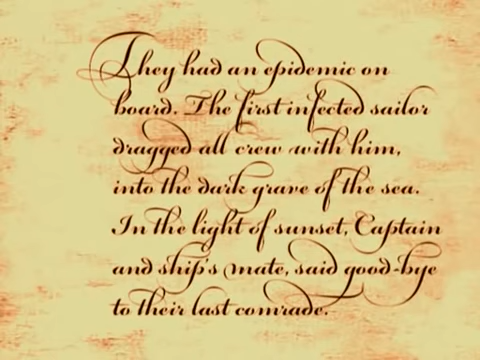 They had an epidemic on
board. The first infected sailor
dragged all crew with him,
into the dark grave of the sea.
In the light of sunset, Captain
and ship's mate, said good-bye
to their last comrade.